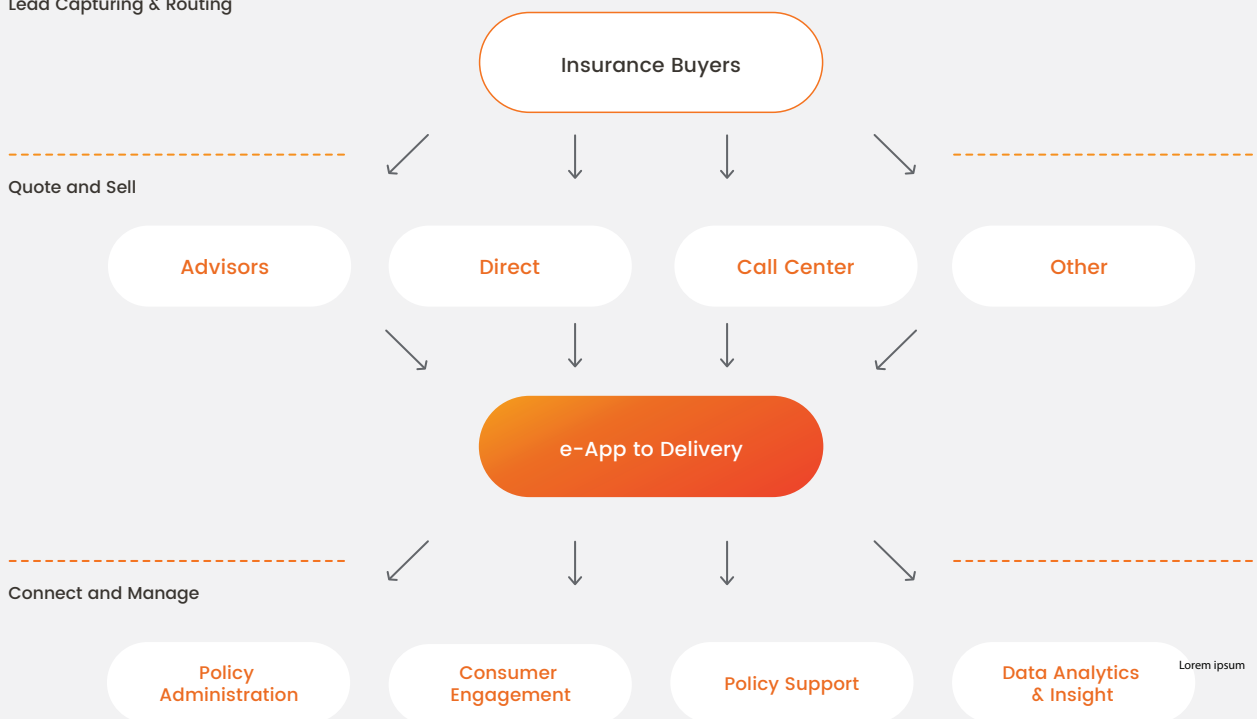 Lead Capturing & Routing
Insurance Buyers
Quote and Sell
Advisors
Direct
Call Center
Other
e-App to Delivery
Connect and Manage
Policy
Administration
Consumer
Engagement
Policy Support
Data Analytics
& Insight
Lorem ipsum